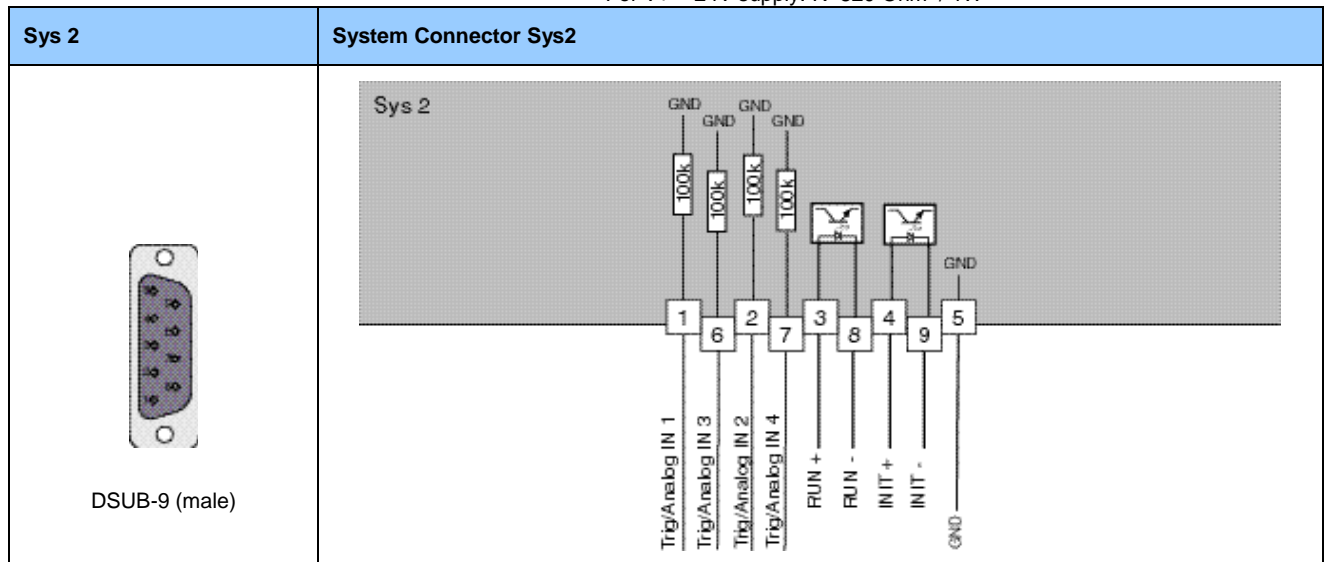 Sys 2
System Connector Sys2
Sys 2
GND
GND
GND
GND
100k
100k
100k
100k
GND
1
6
2
7
3
8
4
9
5
Trig/Analog IN 1
Trig/Analog IN 3
Trig/Analog IN 2
Trig/Analog IN 4
RUN +
RUN -
INIT +
INIT -
GND
DSUB-9 (male)